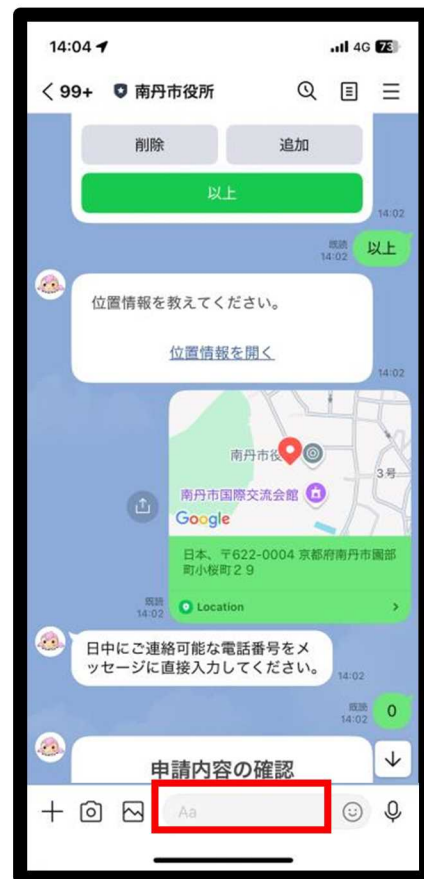 14:04
4G 73
99+ 南丹市役所
削除 追加
以上
14:02
既読
14:02
以上
位置情報を教えてください。
位置情報を開く
14:02
南丹市役
3号
南丹市国際交流会館
Google
日本、〒622-0004 京都府南丹市園部
町小桜町29
既読
14:02
Location
日中にご連絡可能な電話番号をメ
ッセージに直接入力してください。
14:02
既読
14:02
0
申請内容の確認
Aa